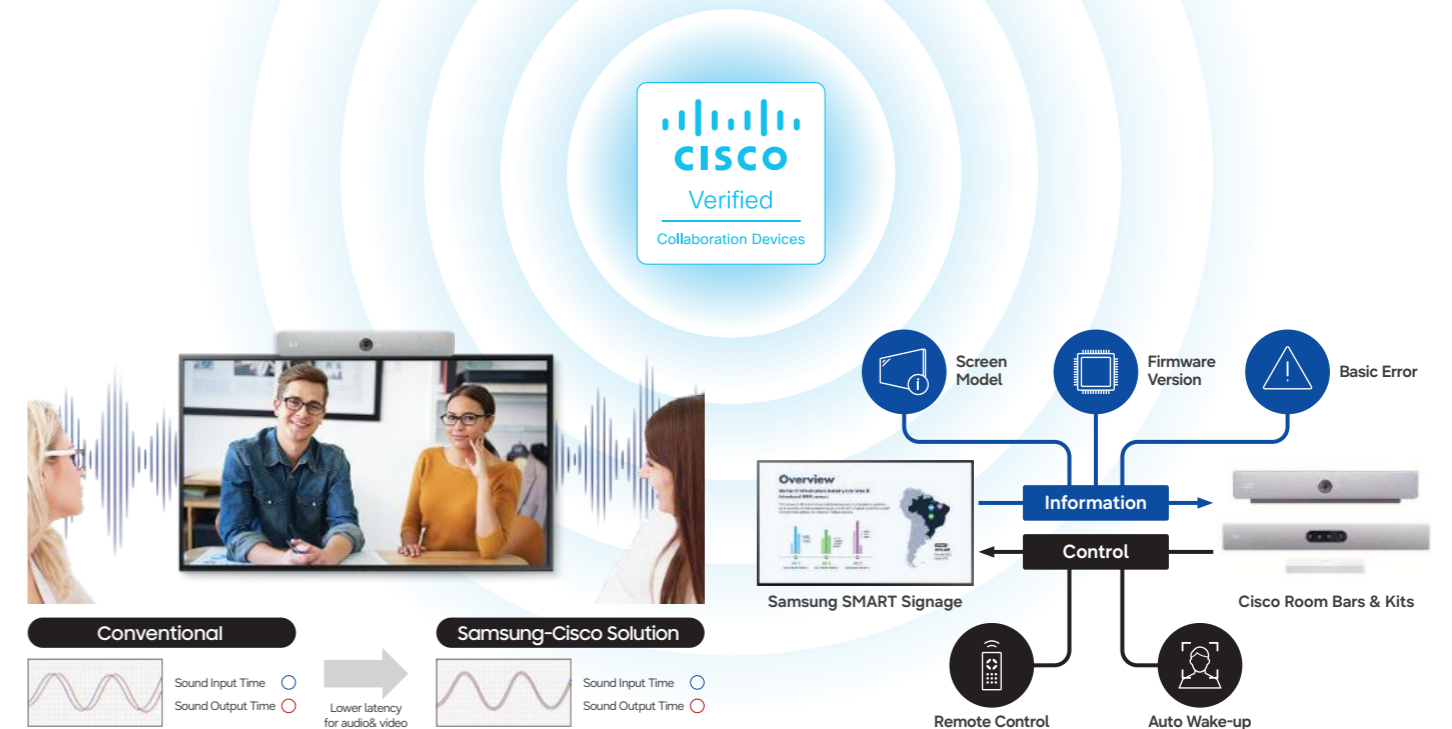 CISCO
Verified
Collaboration Devices
Screen
Model
Firmware
Version
Basic Error
Overview
Information
Control
Samsung SMART Signage
Cisco Room Bars & Kits
Remote Control
Auto Wake-up
Conventional
Sound Input Time
Sound Output Time
Lower latency
for audio& video
Samsung-Cisco Solution
Sound Input Time
Sound Output Time